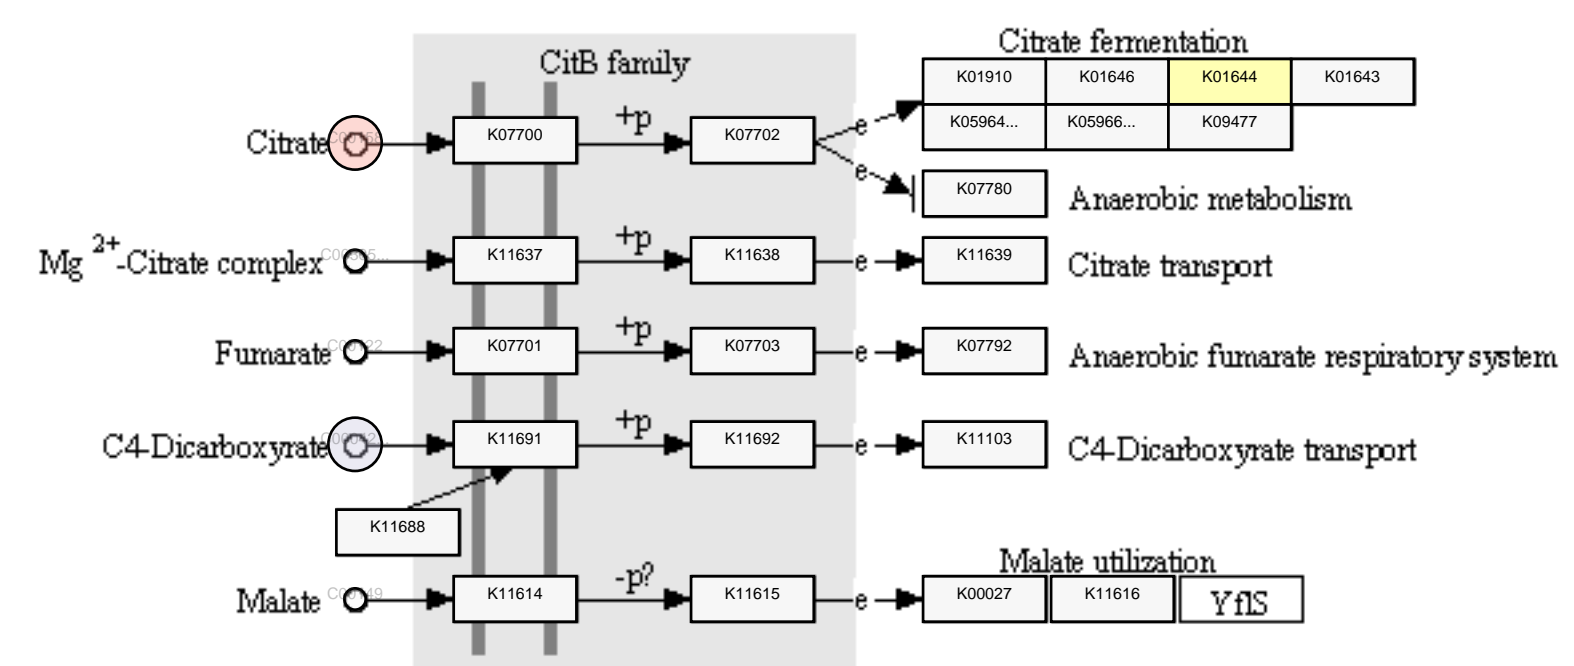 Citrate fermentation
CitB family
K01910 K01646 K01644 K01643
Citrate K07700 +p K07702 e K05964... K05966... K09477
e K07780 Anaerobic metabolism
Mg 2+-Citrate complex K11637 +p K11638 e K11639 Citrate transport
Fumarate K07701 +p K07703 e K07792 Anaerobic fumarate respiratory system
C4-Dicarboxyrate K11691 +p K11692 e K11103 C4-Dicarboxyrate transport
K11688
Malate utilization
Malate K11614 -p? K11615 e K00027 K11616 YflS